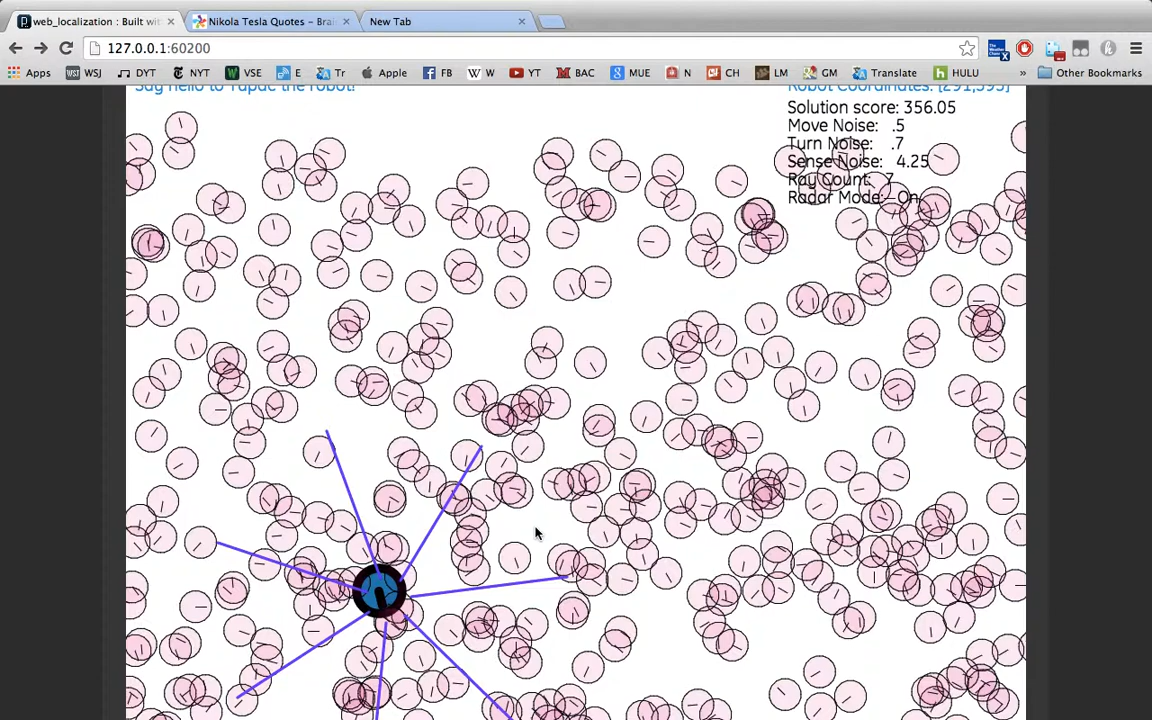 web_localization : Built wit
Nikola Tesla Quotes - Brai
New Tab
127.0.0.1:60200
Apps
WSJ
DYT
NYT
VSE
E
Tr
Apple
FB
W
YT
BAC
MUE
N
CH
LM
GM
Translate
HULU
»
Other Bookmarks
Say hello to Tupac the robot!
Robot Coordinates: [291,595]
Solution score: 356.05
Move Noise: .5
Turn Noise: .7
Sense Noise: 4.25
Ray Count: 7
Radar Mode: On